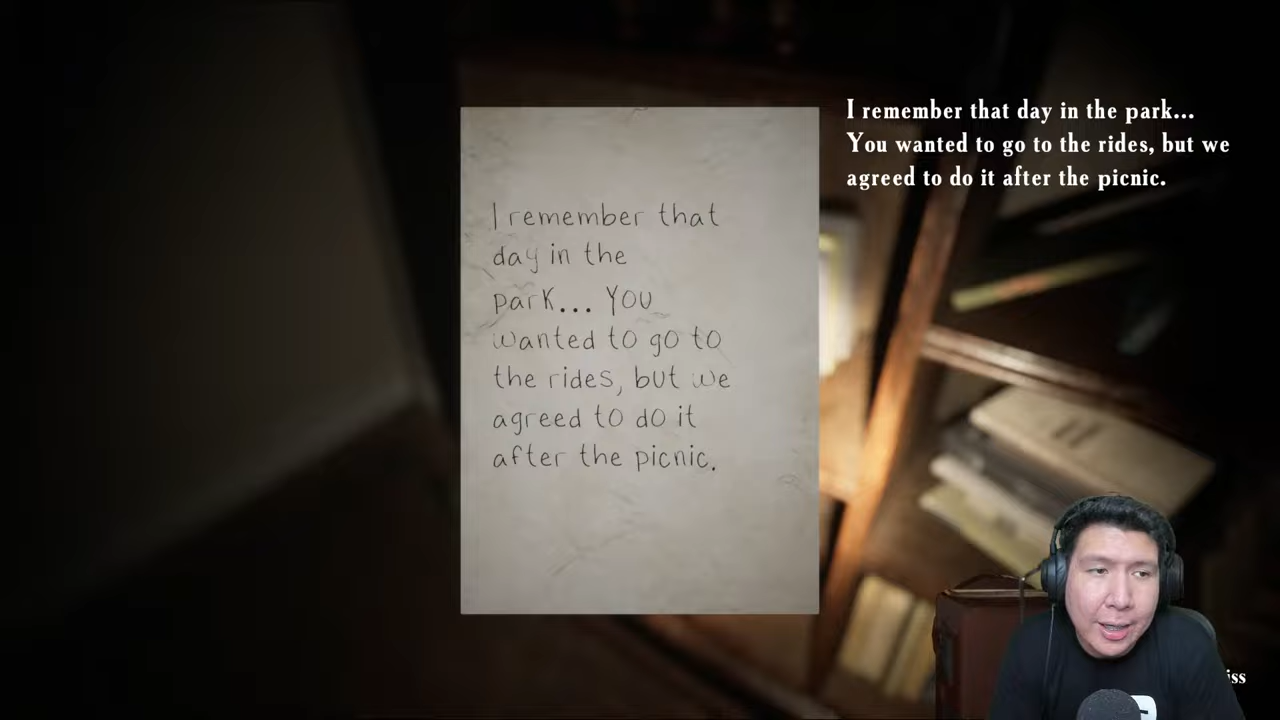 I remember that
day in the
park... You
wanted to go to
the rides, but we
agreed to do it
after the picnic.
I remember that day in the park...
You wanted to go to the rides, but we
agreed to do it after the picnic.